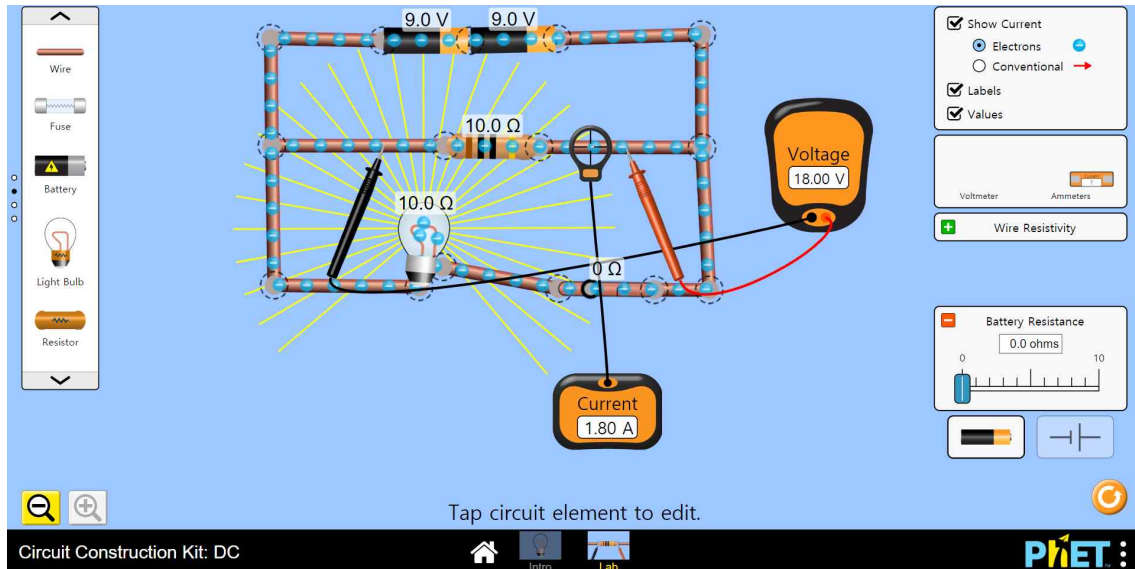 Wire
Fuse
Battery
Light Bulb
Resistor
9.0 V
9.0 V
10.0 Ω
10.0 Ω
0 Ω
Voltage
18.00 V
Current
1.80 A
Show Current
Electrons
Conventional
Labels
Values
Voltmeter
Current
Ammeters
Wire Resistivity
Battery Resistance
0.0 ohms
0
10
Tap circuit element to edit.
Circuit Construction Kit: DC
Intro
Lab
PhET